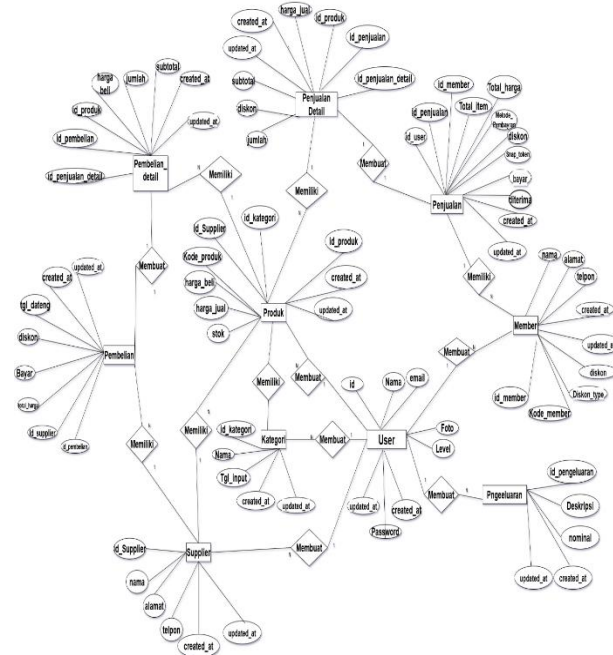 harga_jual
created_at
id_produk
updated_at
id_penjualan
subtotal
id_penjualan_detail
diskon
Penjualan
Detail
jumlah
subtotal
jumlah
harga
beli
created_at
id_produk
updated_at
id_pembelian
Pembelian_
detail
id_penjualan_detail
Total_harga
id_member
Total_item
id_penjualan
diskon
id_user
bayar
Penjualan
diterima
created_at
updated_at
Membuat
Memiliki
Memiliki
id_kategori
id_Supplier
id_produk
Kode_produk
created_at
harga_beli
updated_at
harga_jual
Produk
stok
Membuat
updated_at
created_at
tgl_dateng
diskon
Pembelian
Bayar
id_supplier
id_pembelian
Memiliki
nama
alamat
telpon
created_at
Member
updated_at
diskon
Diskon_type
id_member
Kode_member
Membuat
Membuat
Memiliki
id
Nama
email
Foto
User
Level
updated_at
created_at
Password
id_kategori
Kategori
Membuat
Nama
Tgl_input
created_at
updated_at
Memiliki
Memiliki
Membuat
id_pengeluaran
Pngeeluaran
Deskripsi
nominal
updated_at
created_at
Membuat
id_Supplier
Supplier
nama
alamat
telpon
updated_at
created_at